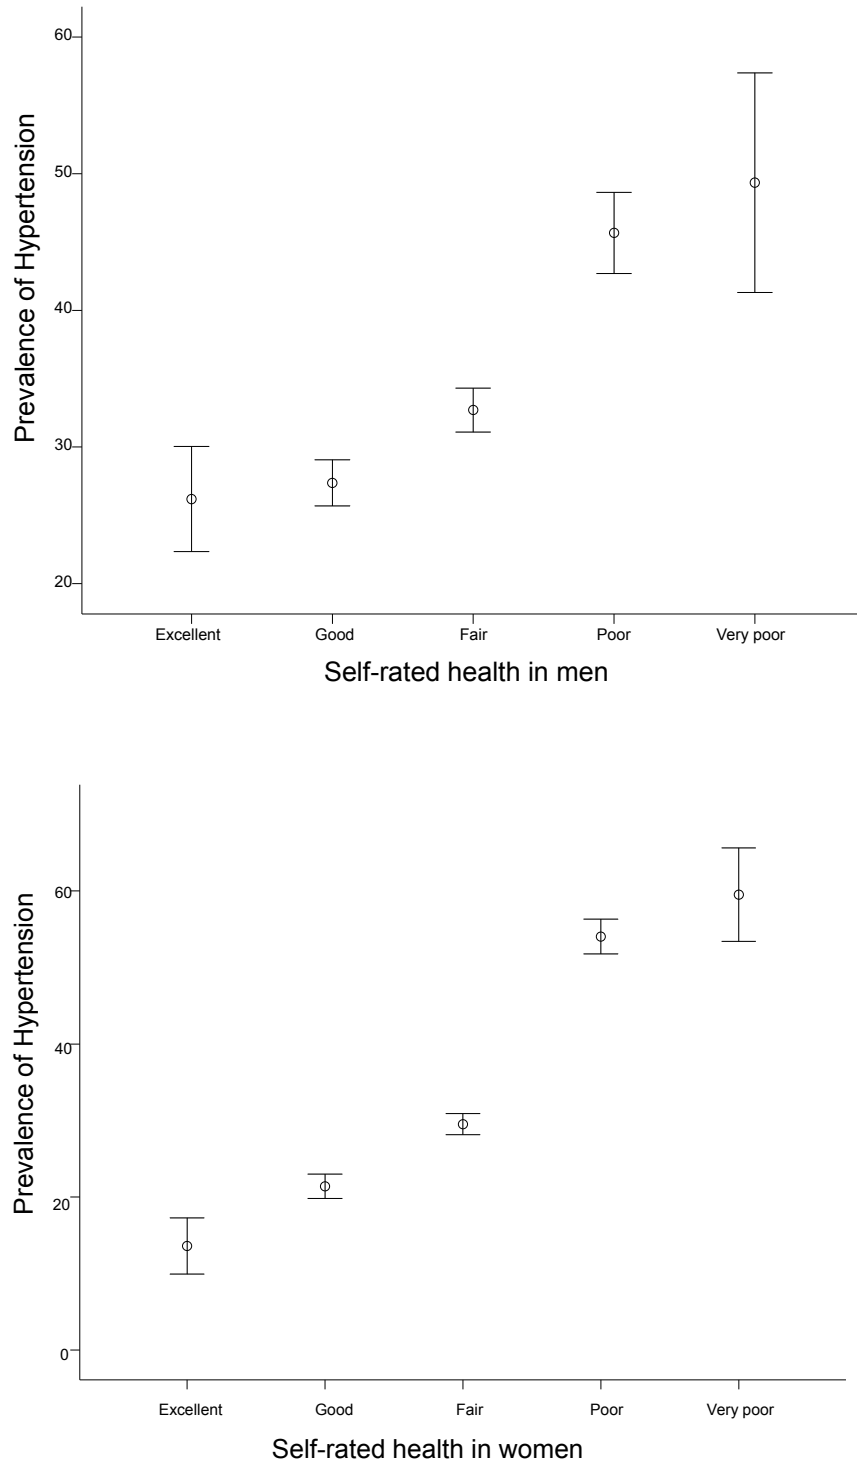 Prevalence of Hypertension
60
50
40
30
20
Excellent Good Fair Poor Very poor
Self-rated health in men
Prevalence of Hypertension
60
40
20
0
Excellent Good Fair Poor Very poor
Self-rated health in women